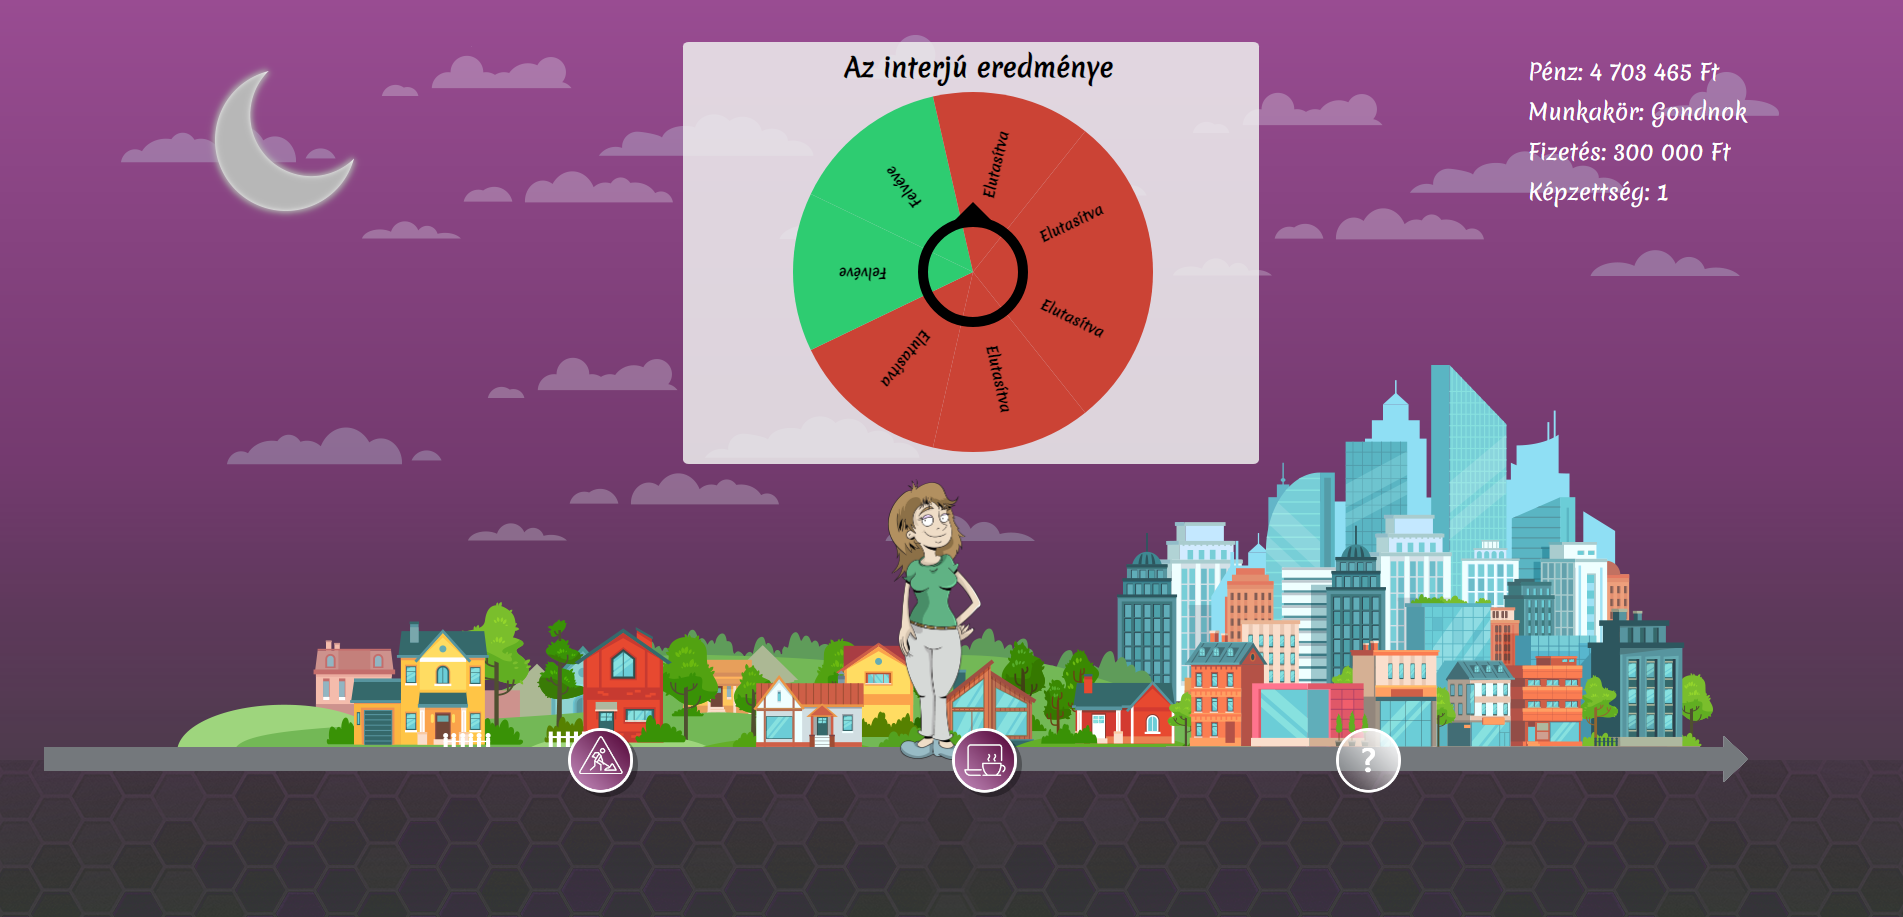 Az interjú eredménye
Pénz: 4 703 465 Ft
Munkakör: Gondnok
Fizetés: 300 000 Ft
Képzettség: 1
Elutasítva
Elutasítva
Elutasítva
Elutasítva
Elutasítva
Felvéve
Felvéve
?